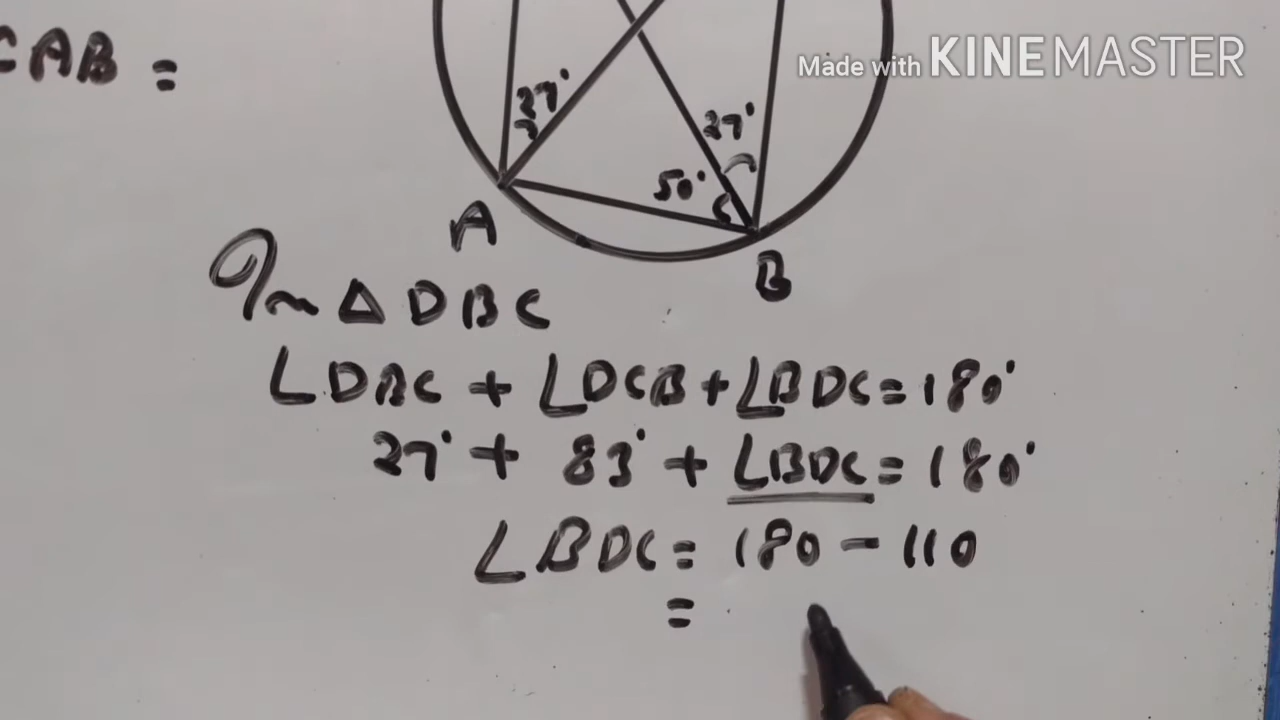 Made with KINEMASTER
CAB =
27°
27°
50°
A
B
In △ DBC
∠DBC + ∠DCB + ∠BDC = 180°
27° + 83° + ∠BDC = 180°
∠BDC = 180 - 110
=